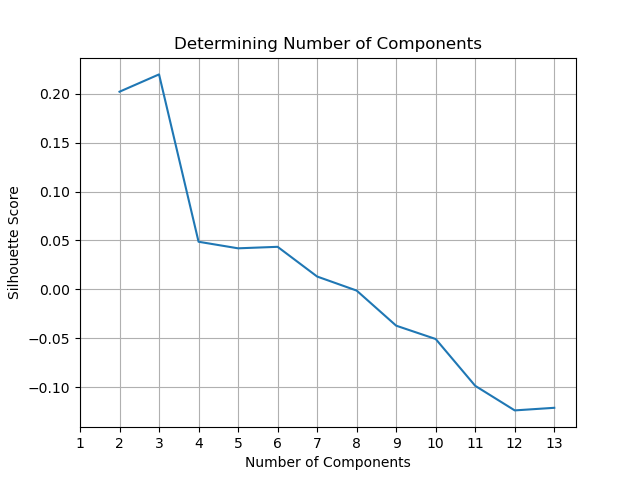 Determining Number of Components
Silhouette Score
0.20
0.15
0.10
0.05
0.00
−0.05
−0.10
1 2 3 4 5 6 7 8 9 10 11 12 13
Number of Components